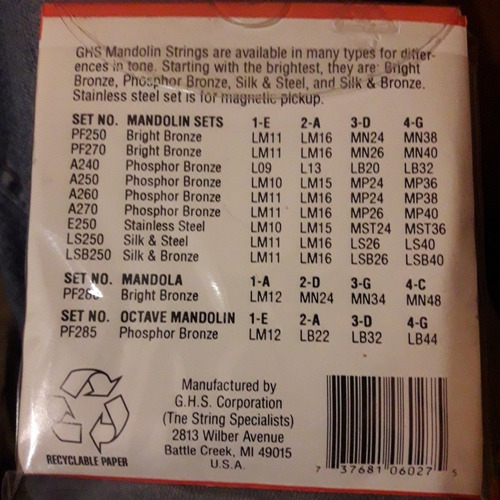 GHS Mandolin Strings are available in many types for differ-
ences in tone. Starting with the brightest, they are: Bright
Bronze, Phosphor Bronze, Silk & Steel, and Silk & Bronze.
Stainless steel set is for magnetic pickup.
SET NO. MANDOLIN SETS 1-E 2-A 3-D 4-G
PF250 Bright Bronze LM11 LM16 MN24 MN38
PF270 Bright Bronze LM11 LM16 MN26 MN40
A240 Phosphor Bronze L09 L13 LB20 LB32
A250 Phosphor Bronze LM10 LM15 MP24 MP36
A260 Phosphor Bronze LM11 LM16 MP24 MP38
A270 Phosphor Bronze LM11 LM16 MP26 MP40
E250 Stainless Steel LM10 LM15 MST24 MST36
LS250 Silk & Steel LM11 LM16 LS26 LS40
LSB250 Silk & Bronze LM11 LM16 LSB26 LSB40
SET NO. MANDOLA 1-A 2-D 3-G 4-C
Bright Bronze LM12 MN24 MN34 MN48
SET NO. OCTAVE MANDOLIN 1-E 2-A 3-D 4-G
PF285 Phosphor Bronze LM12 LB22 LB32 LB44
Manufactured by
G.H.S. Corporation
(The String Specialists)
2813 Wilber Avenue
Battle Creek, MI 49015
U.S.A.
RECYCLABLE PAPER
7 37681 06027 5